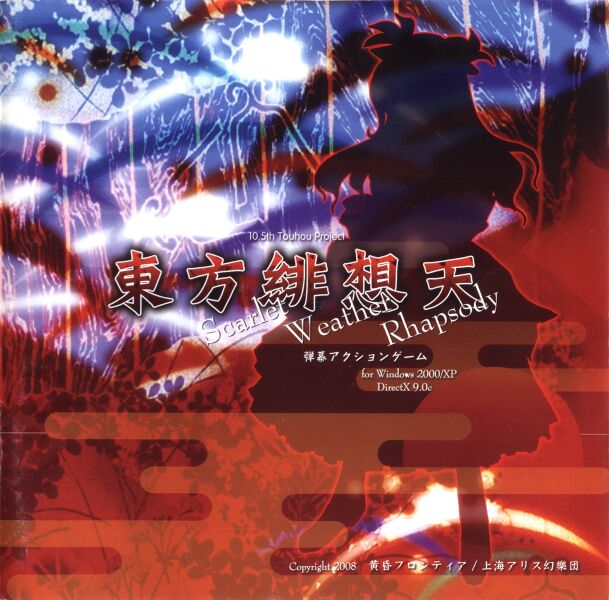 10.5th Touhou Project
東方緋想天
Scarlet Weather Rhapsody
弾幕アクションゲーム
for Windows 2000/XP
DirectX 9.0c
Copyright 2008 黄昏フロンティア / 上海アリス幻樂団